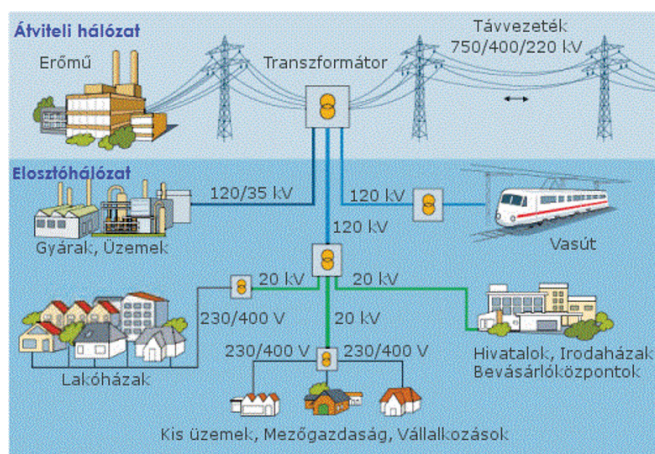 Átviteli hálózat
Erőmű
Transzformátor
Távvezeték
750/400/220 kV
Elosztóhálózat
120/35 kV
120 kV
120 kV
Gyárak, Üzemek
Vasút
20 kV
20 kV
230/400 V
20 kV
230/400 V
230/400 V
Lakóházak
Hivatalok, Irodaházak
Bevásárlóközpontok
Kis üzemek, Mezőgazdaság, Vállalkozások